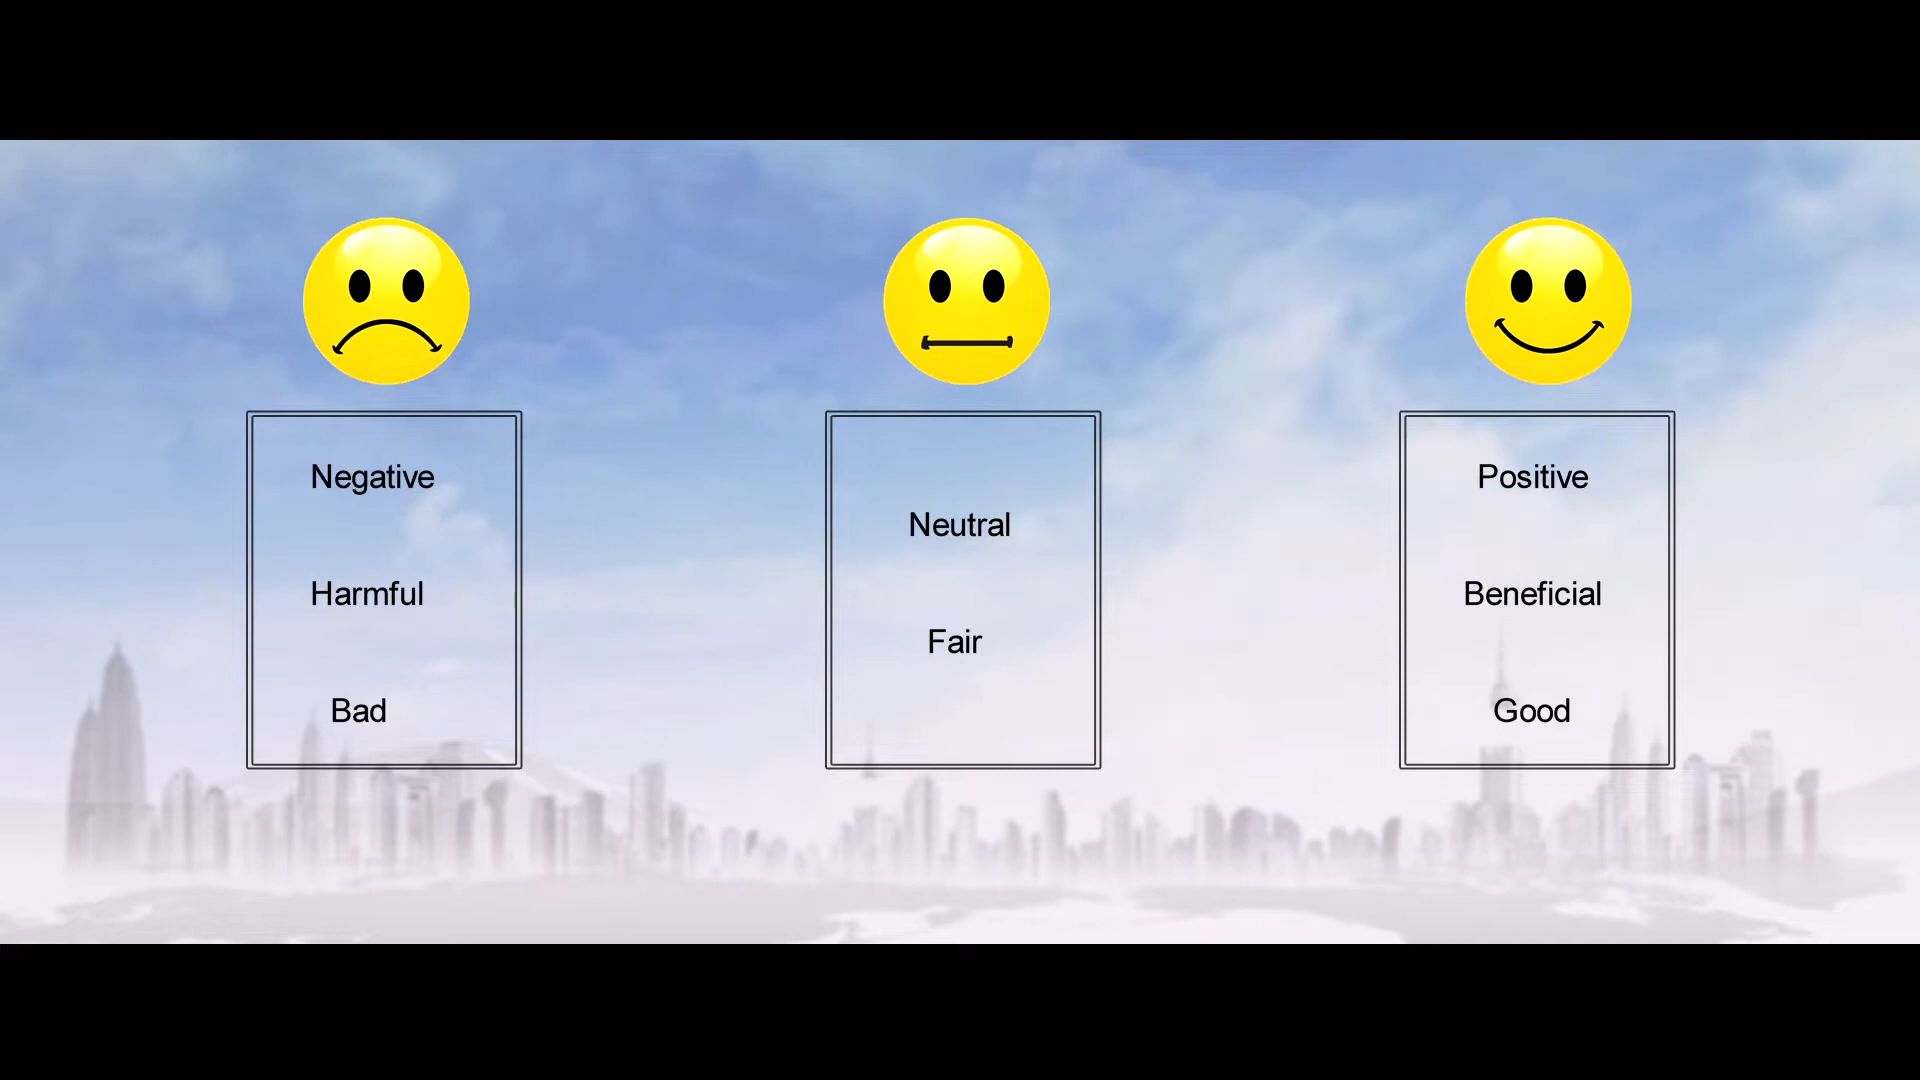 Negative
Harmful
Bad
Neutral
Fair
Positive
Beneficial
Good